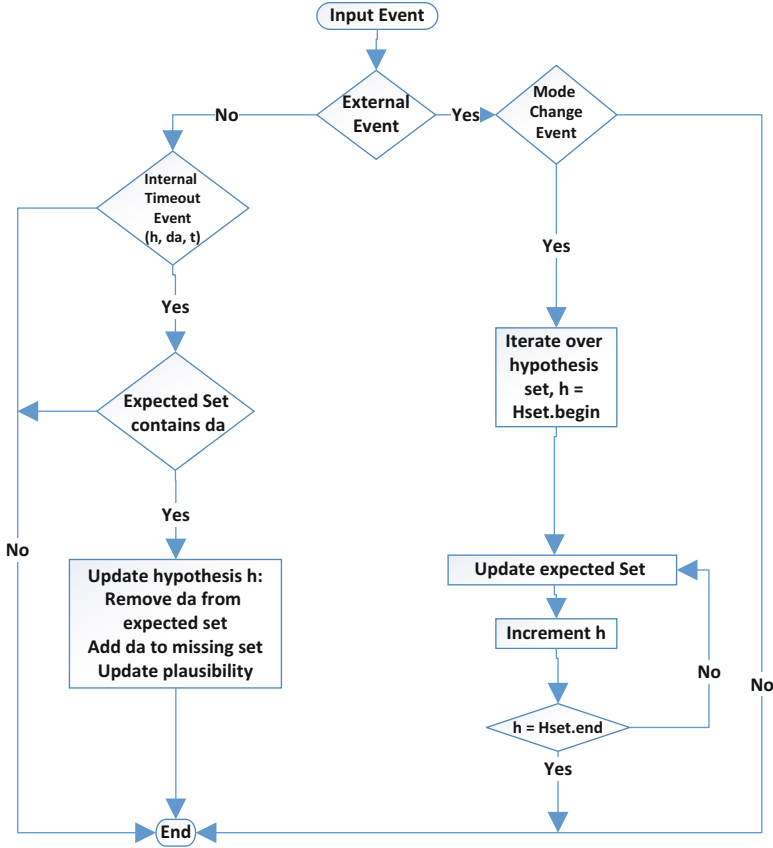 Input Event
External
Event
No
Yes
Mode
Change
Event
Internal
Timeout
Event
(h, da, t)
Yes
Yes
Iterate over
hypothesis
set, h =
Hset.begin
Expected Set
contains da
Yes
No
Update hypothesis h:
Remove da from
expected set
Add da to missing set
Update plausibility
Update expected Set
Increment h
No
No
h = Hset.end
Yes
End